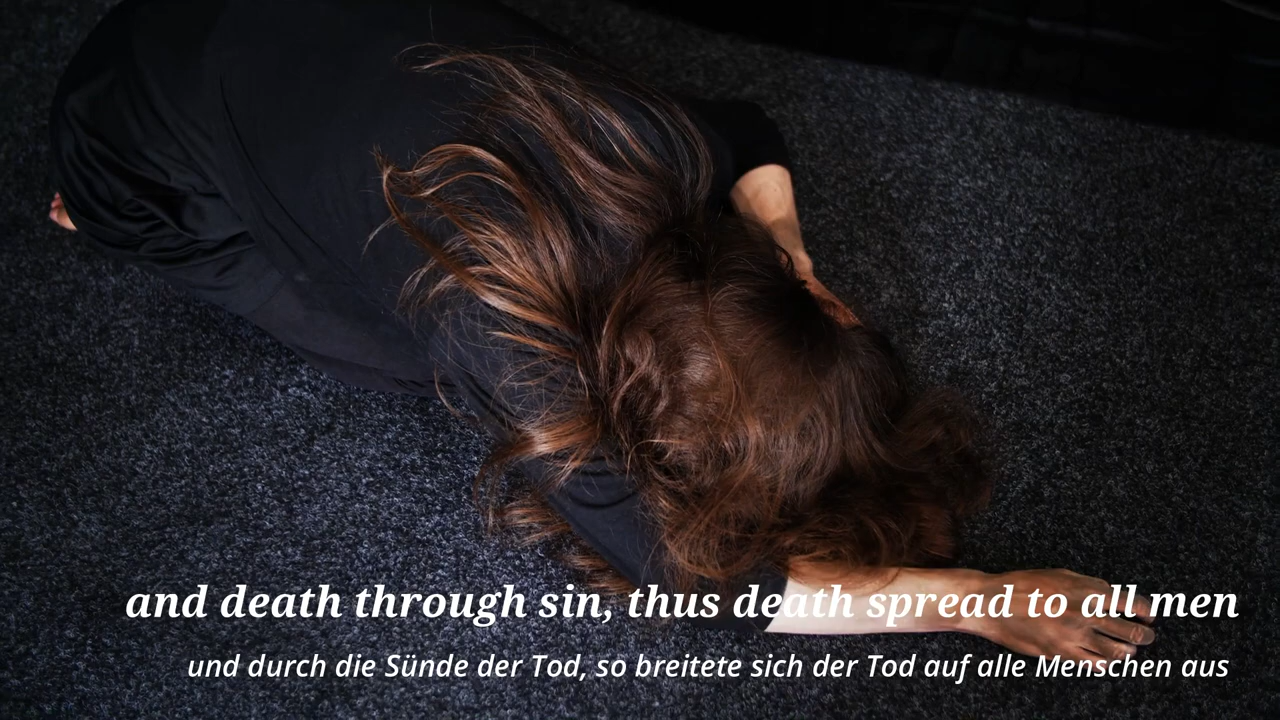 and death through sin, thus death spread to all men
und durch die Sünde der Tod, so breitete sich der Tod auf alle Menschen aus